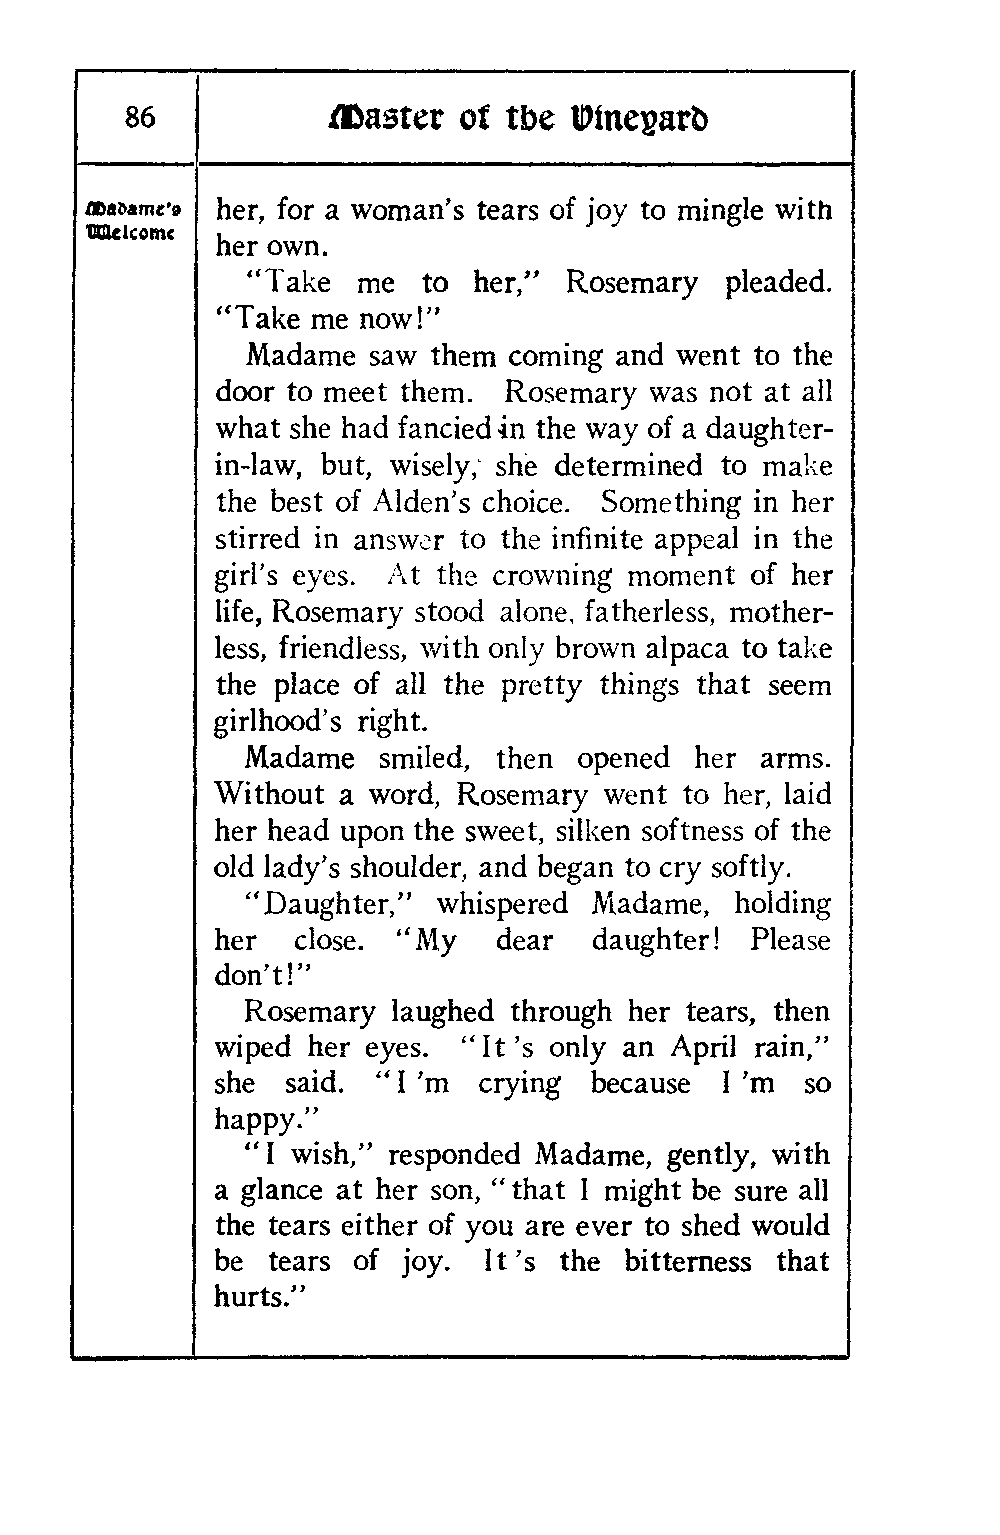 86
Master of the Vineyard
Madame's
Welcome
her, for a woman's tears of joy to mingle with
her own.
"Take me to her," Rosemary pleaded.
"Take me now!"
Madame saw them coming and went to the
door to meet them. Rosemary was not at all
what she had fancied in the way of a daughter-
in-law, but, wisely, she determined to make
the best of Alden's choice. Something in her
stirred in answer to the infinite appeal in the
girl's eyes. At the crowning moment of her
life, Rosemary stood alone, fatherless, mother-
less, friendless, with only brown alpaca to take
the place of all the pretty things that seem
girlhood's right.
Madame smiled, then opened her arms.
Without a word, Rosemary went to her, laid
her head upon the sweet, silken softness of the
old lady's shoulder, and began to cry softly.
"Daughter," whispered Madame, holding
her close. "My dear daughter! Please
don't!"
Rosemary laughed through her tears, then
wiped her eyes. "It 's only an April rain,"
she said. "I 'm crying because I 'm so
happy."
"I wish," responded Madame, gently, with
a glance at her son, "that I might be sure all
the tears either of you are ever to shed would
be tears of joy. It 's the bitterness that
hurts."